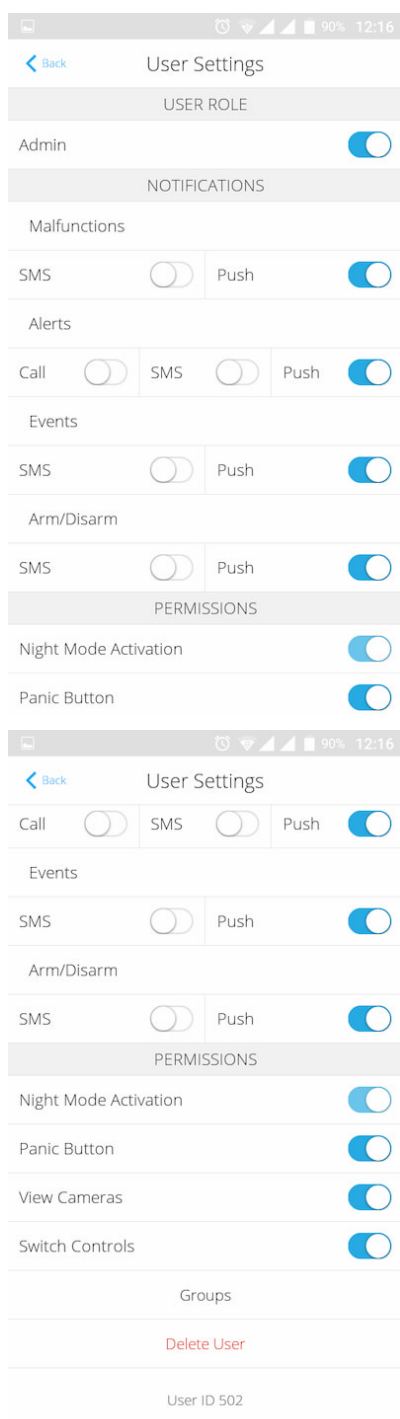 90% 12:16
Back User Settings
USER ROLE
Admin
NOTIFICATIONS
Malfunctions
SMS Push
Alerts
Call SMS Push
Events
SMS Push
Arm/Disarm
SMS Push
PERMISSIONS
Night Mode Activation
Panic Button
90% 12:16
Back User Settings
Call SMS Push
Events
SMS Push
Arm/Disarm
SMS Push
PERMISSIONS
Night Mode Activation
Panic Button
View Cameras
Switch Controls
Groups
Delete User
User ID 502